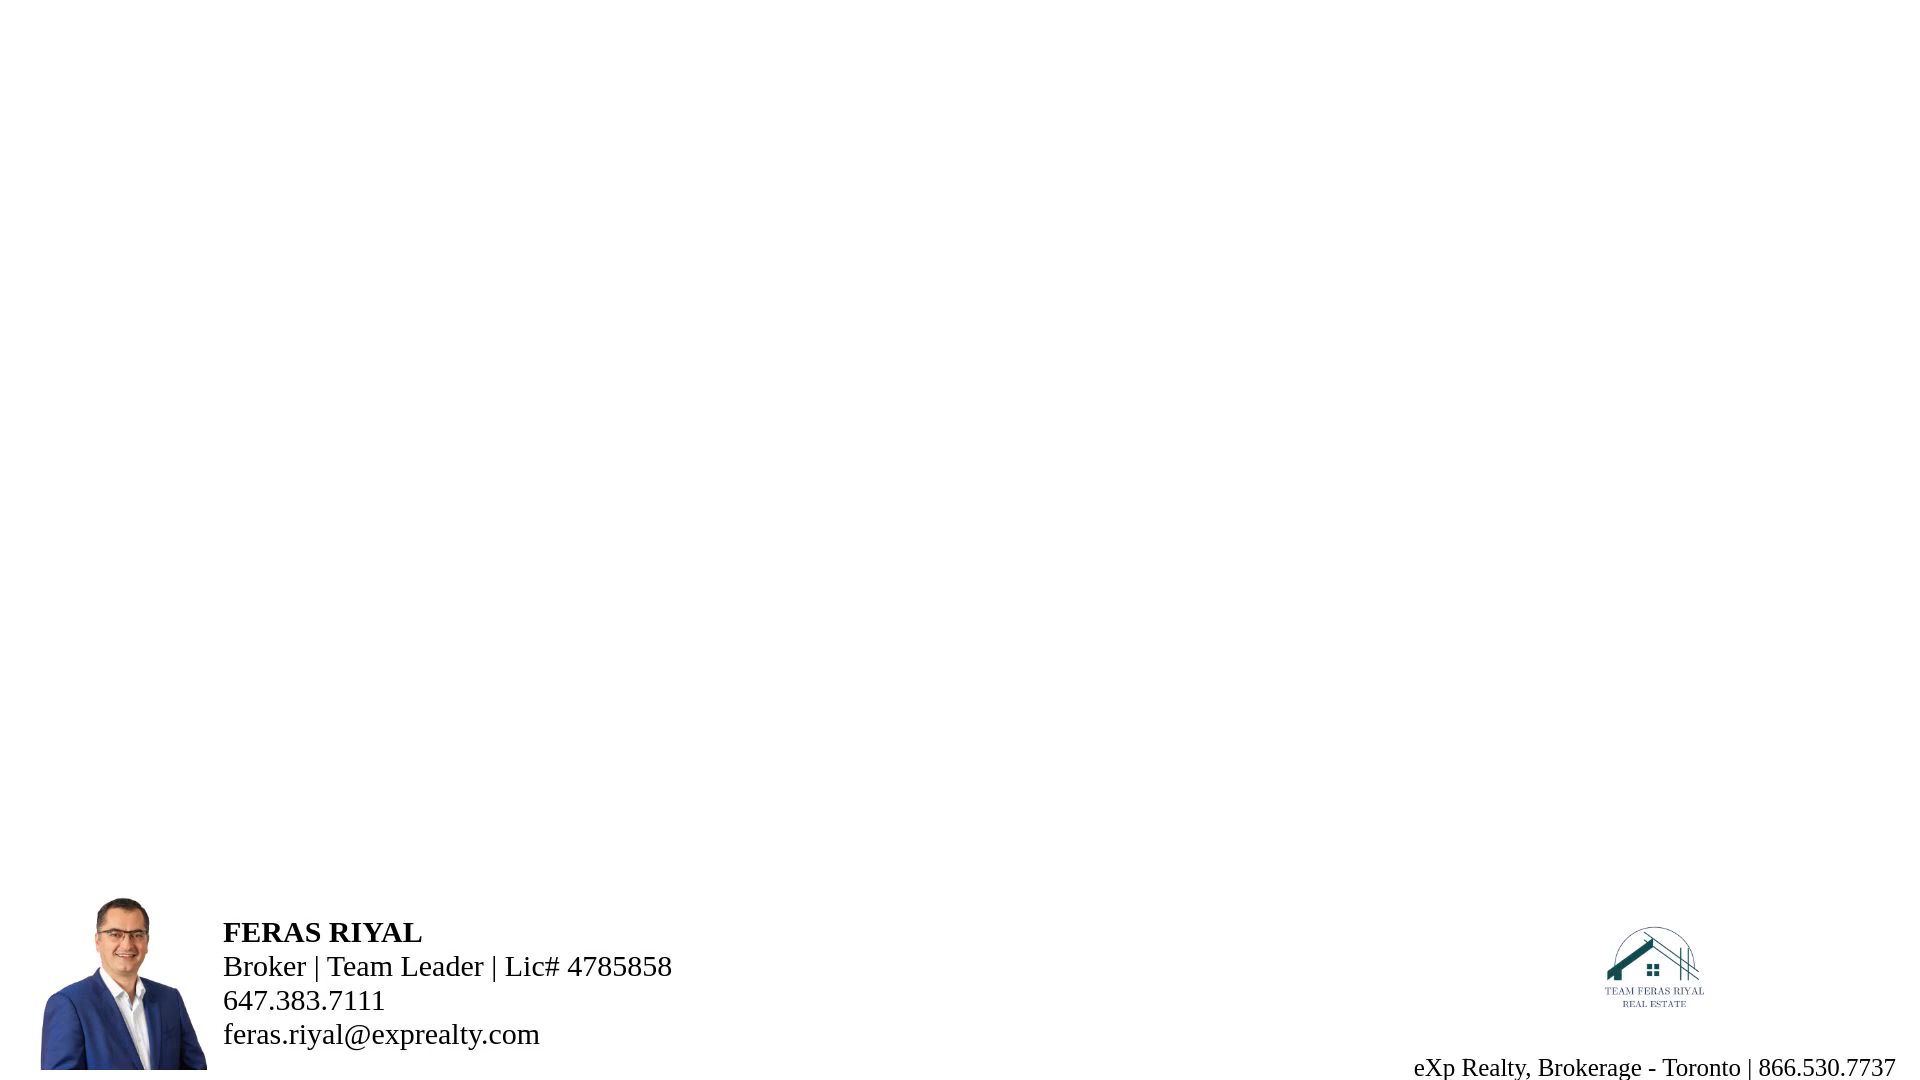 FERAS RIYAL
Broker | Team Leader | Lic# 4785858
647.383.7111
feras.riyal@exprealty.com
TEAM FERAS RIYAL
REAL ESTATE
eXp Realty, Brokerage - Toronto | 866.530.7737